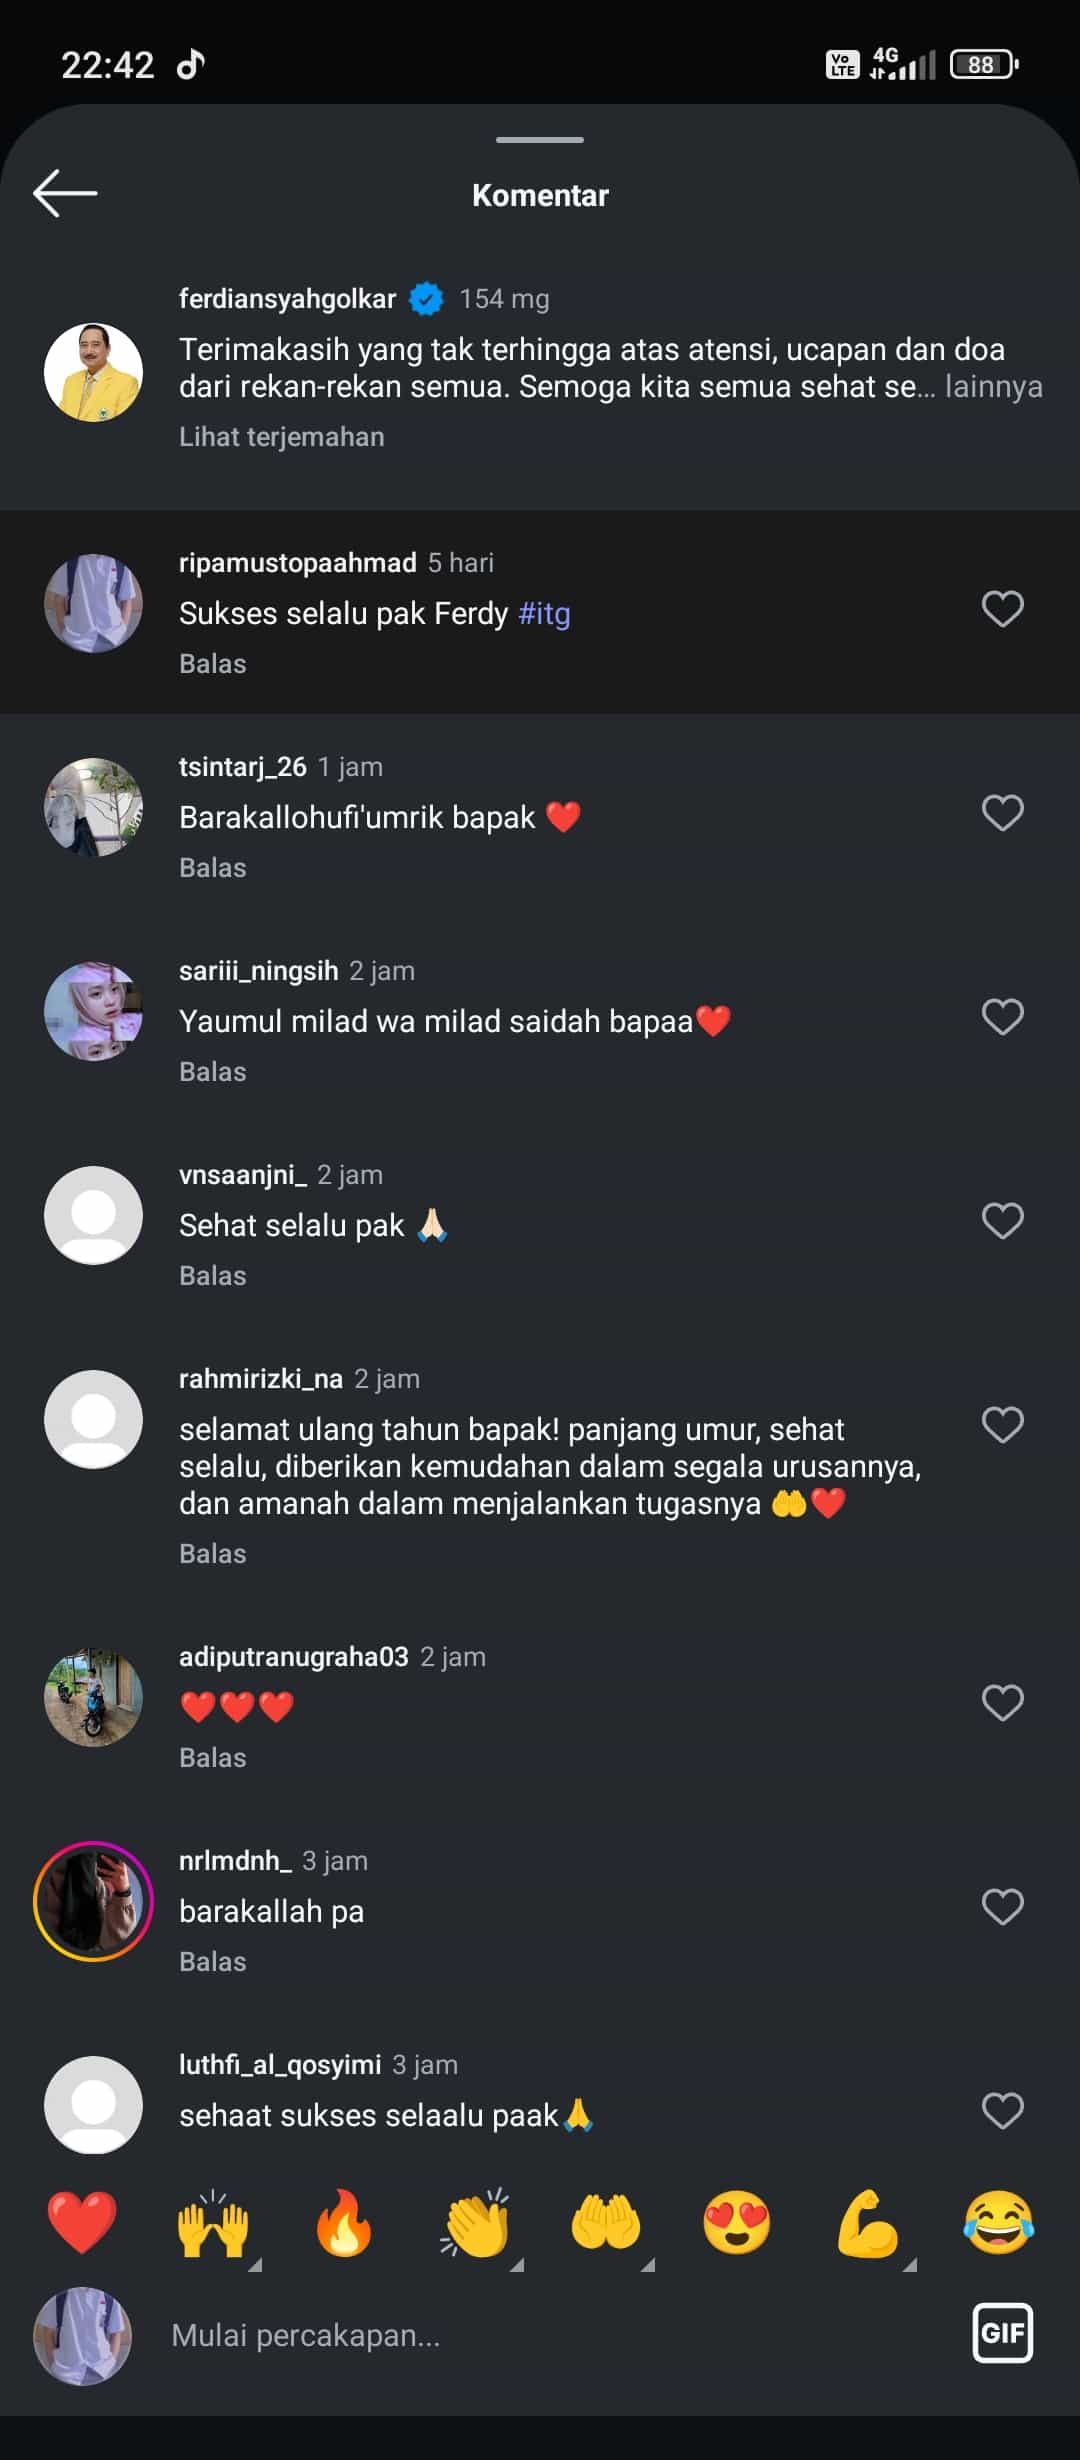 22:42
Vo LTE 4G 88
Komentar
ferdiansyahgolkar 154 mg
Terimakasih yang tak terhingga atas atensi, ucapan dan doa
dari rekan-rekan semua. Semoga kita semua sehat se... lainnya
Lihat terjemahan
ripamustopaahmad 5 hari
Sukses selalu pak Ferdy #itg
Balas
tsintarj_26 1 jam
Barakallohufi'umrik bapak ❤️
Balas
sariii_ningsih 2 jam
Yaumul milad wa milad saidah bapaa❤️
Balas
vnsaanjni_ 2 jam
Sehat selalu pak 🙏🏻
Balas
rahmirizki_na 2 jam
selamat ulang tahun bapak! panjang umur, sehat
selalu, diberikan kemudahan dalam segala urusannya,
dan amanah dalam menjalankan tugasnya 🤲❤️
Balas
adiputranugraha03 2 jam
❤️❤️❤️
Balas
nrlmdnh_ 3 jam
barakallah pa
Balas
luthfi_al_qosyimi 3 jam
sehaat sukses selaalu paak🙏
❤️ 🙌 🔥 👏 🤲 😍 💪 😂
Mulai percakapan...
GIF